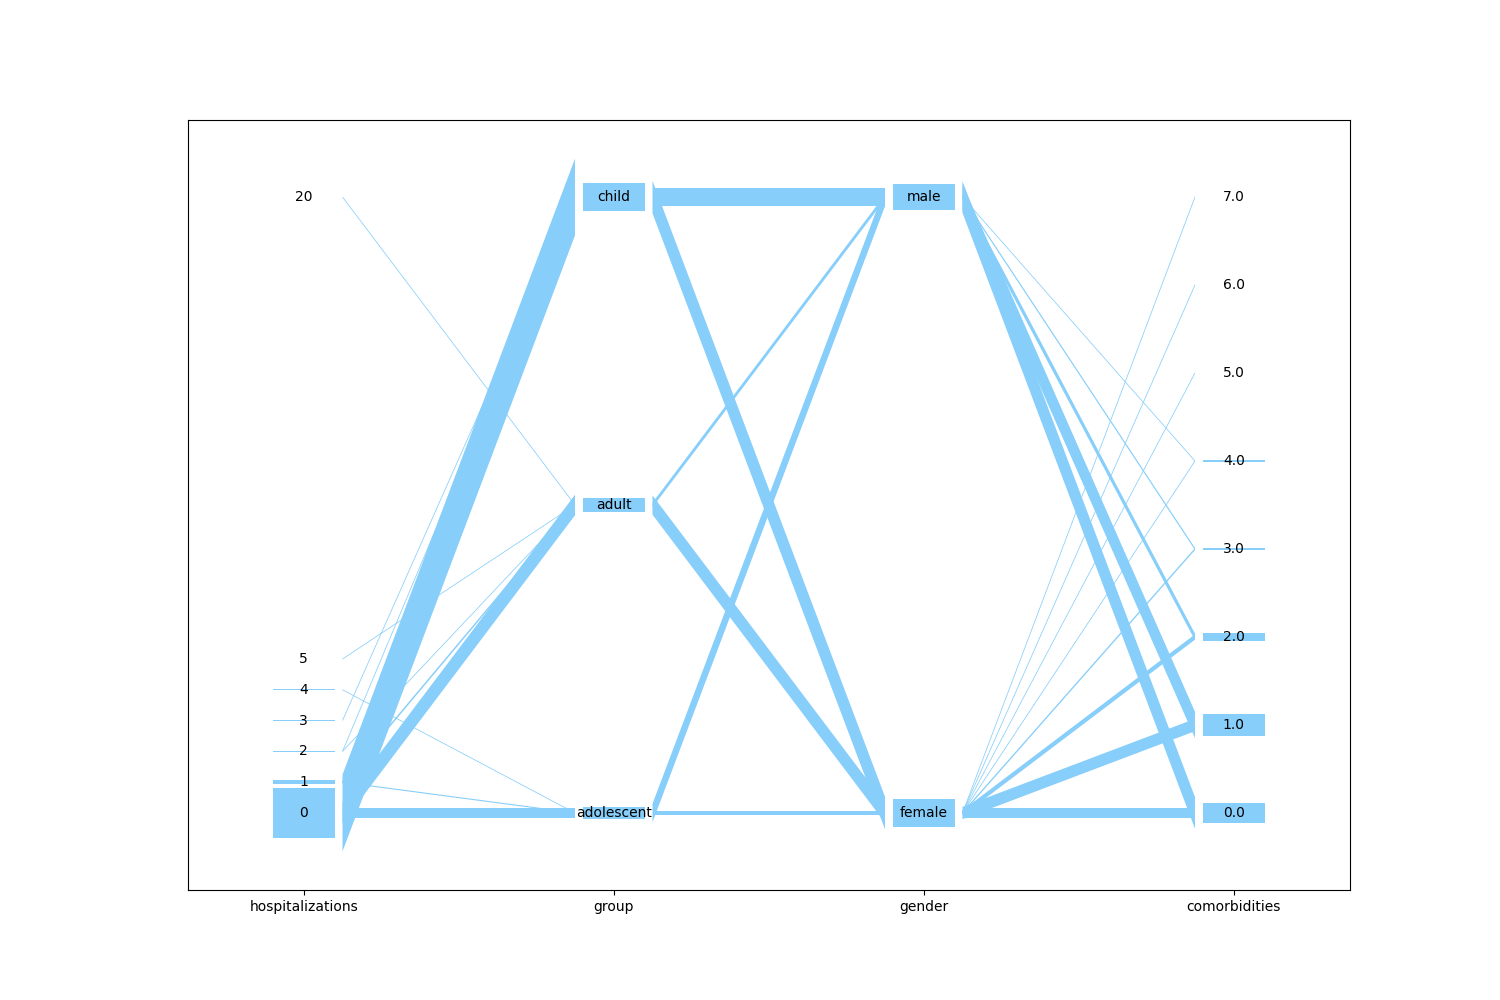 20
5
4
3
2
1
0
child
adult
adolescent
male
female
7.0
6.0
5.0
4.0
3.0
2.0
1.0
0.0
hospitalizations
group
gender
comorbidities